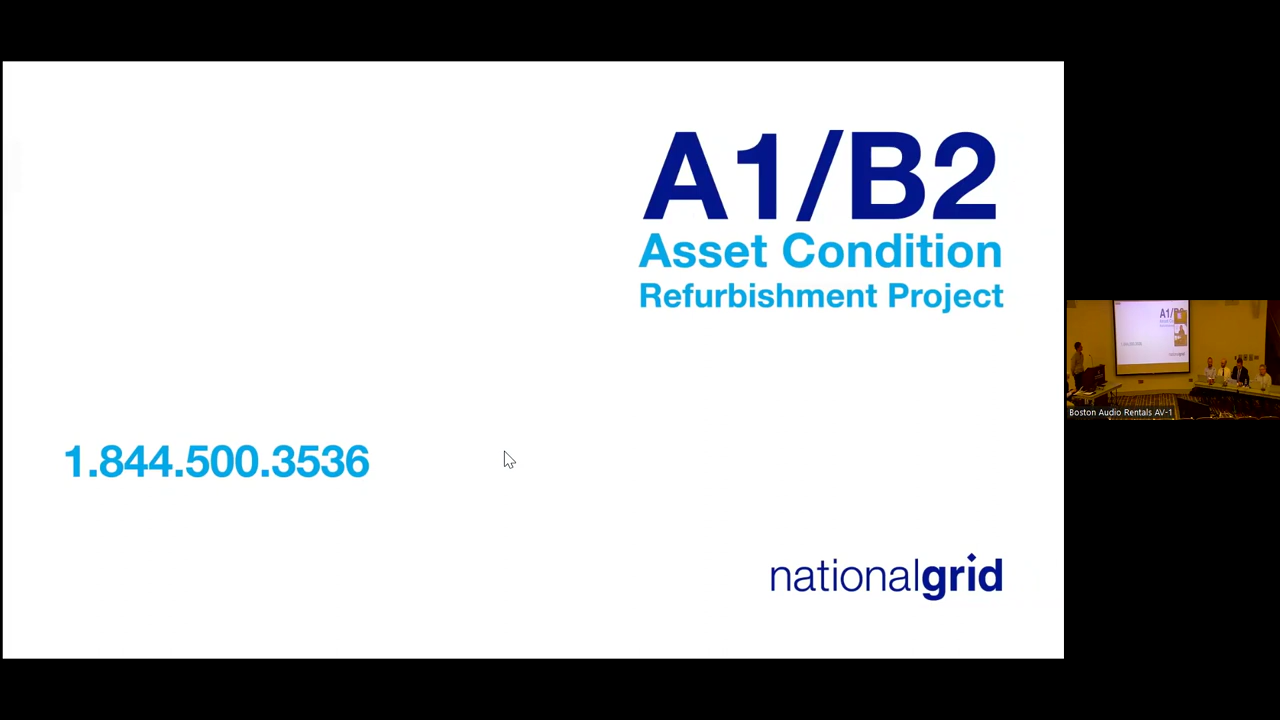 A1/B2
Asset Condition
Refurbishment Project
1.844.500.3536
nationalgrid
Boston Audio Rentals AV-1